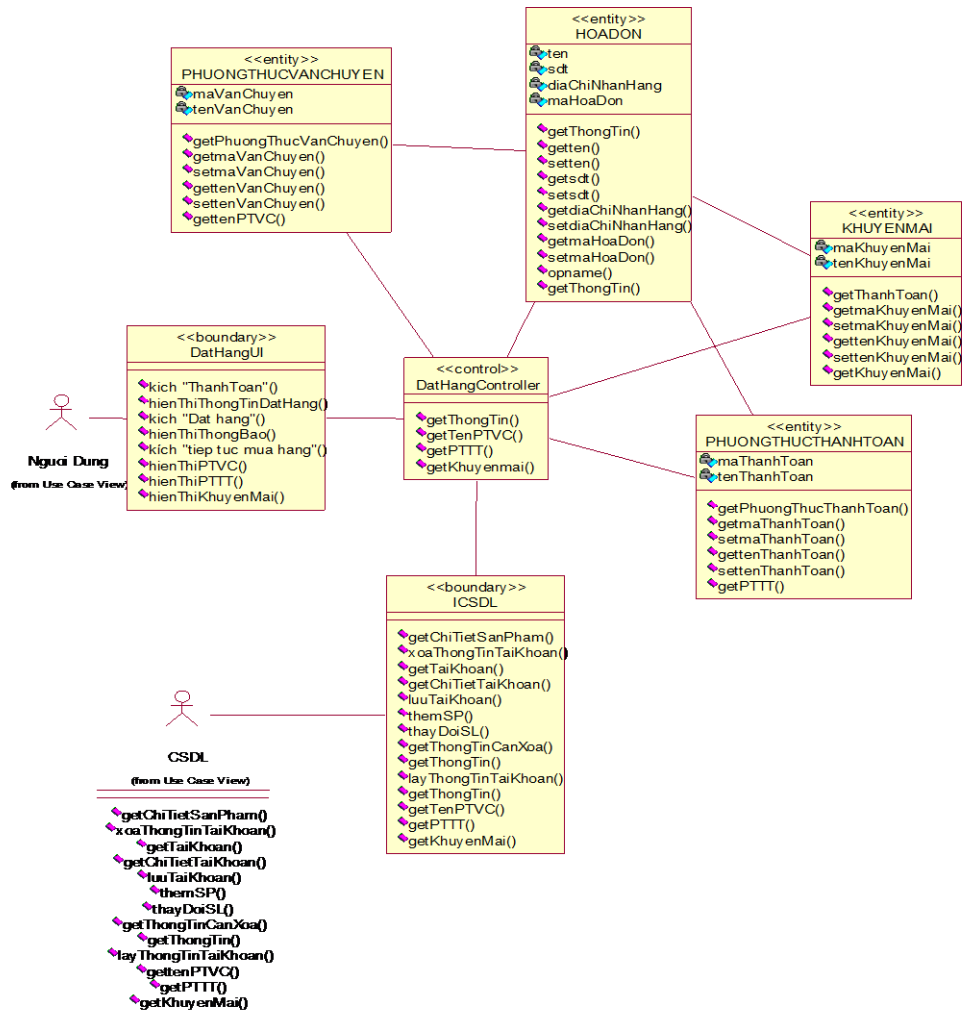 <<entity>>
PHUONGTHUCVANCHUYEN
maVanChuyen
tenVanChuyen
getPhuongThucVanChuyen()
getmaVanChuyen()
setmaVanChuyen()
gettenVanChuyen()
settenVanChuyen()
gettenPTVC()
<<entity>>
HOADON
ten
sdt
diaChiNhanHang
maHoaDon
getThongTin()
getten()
setten()
getsdt()
setsdt()
getdiaChiNhanHang()
setdiaChiNhanHang()
getmaHoaDon()
setmaHoaDon()
opname()
getThongTin()
<<entity>>
KHUYENMAI
maKhuyenMai
tenKhuyenMai
getThanhToan()
getmaKhuyenMai()
setmaKhuyenMai()
gettenKhuyenMai()
settenKhuyenMai()
getKhuyenMai()
<<boundary>>
DatHangUI
kich "ThanhToan"()
hienThiThongTinDatHang()
kich "Dat hang"()
hienThiThongBao()
kích "tiep tuc mua hang"()
hienThiPTVC()
hienThiPTTT()
hienThiKhuyenMai()
<<control>>
DatHangController
getThongTin()
getTenPTVC()
getPTTT()
getKhuyenmai()
Nguoi Dung
(from Use Case View)
<<entity>>
PHUONGTHUCTHANHTOAN
maThanhToan
tenThanhToan
getPhuongThucThanhToan()
getmaThanhToan()
setmaThanhToan()
gettenThanhToan()
settenThanhToan()
getPTTT()
<<boundary>>
ICSDL
getChiTietSanPham()
xoaThongTinTaiKhoan()
getTaiKhoan()
getChiTietTaiKhoan()
luuTaiKhoan()
themSP()
thayDoiSL()
getThongTinCanXoa()
getThongTin()
layThongTinTaiKhoan()
getThongTin()
getTenPTVC()
getPTTT()
getKhuyenMai()
CSDL
(from Use Case View)
getChiTietSanPham()
xoaThongTinTaiKhoan()
getTaiKhoan()
getChiTietTaiKhoan()
luuTaiKhoan()
themSP()
thayDoiSL()
getThongTinCanXoa()
getThongTin()
layThongTinTaiKhoan()
gettenPTVC()
getPTTT()
getKhuyenMai()